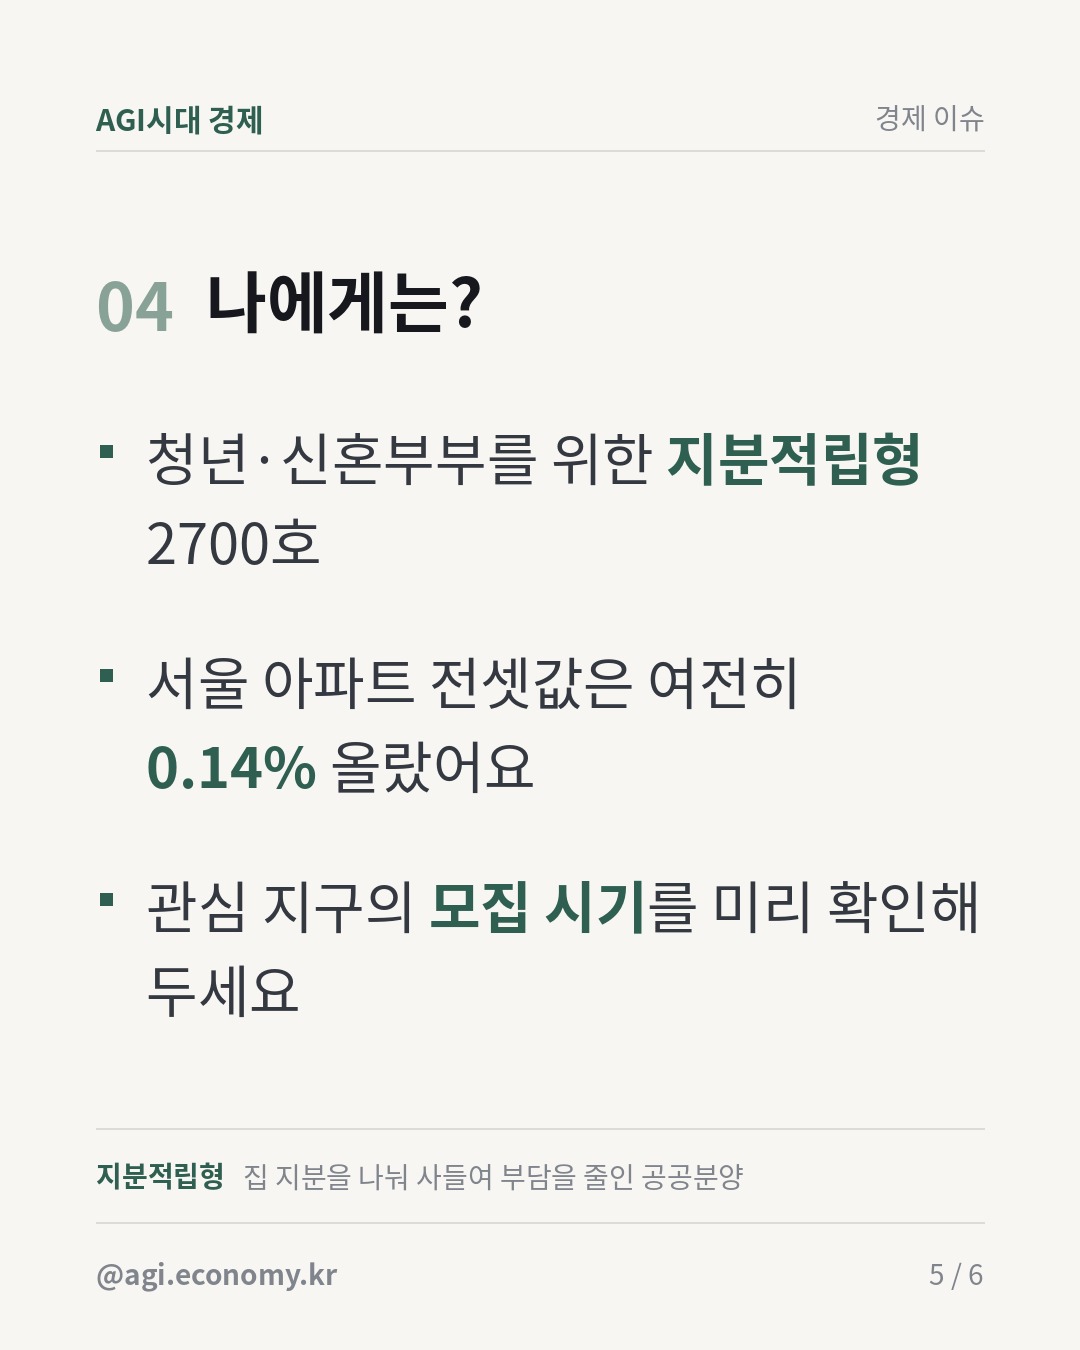 AGI시대 경제
경제 이슈
04 나에게는?
청년·신혼부부를 위한 지분적립형
2700호
서울 아파트 전셋값은 여전히
0.14% 올랐어요
관심 지구의 모집 시기를 미리 확인해
두세요
지분적립형 집 지분을 나눠 사들여 부담을 줄인 공공분양
@agi.economy.kr
5 / 6